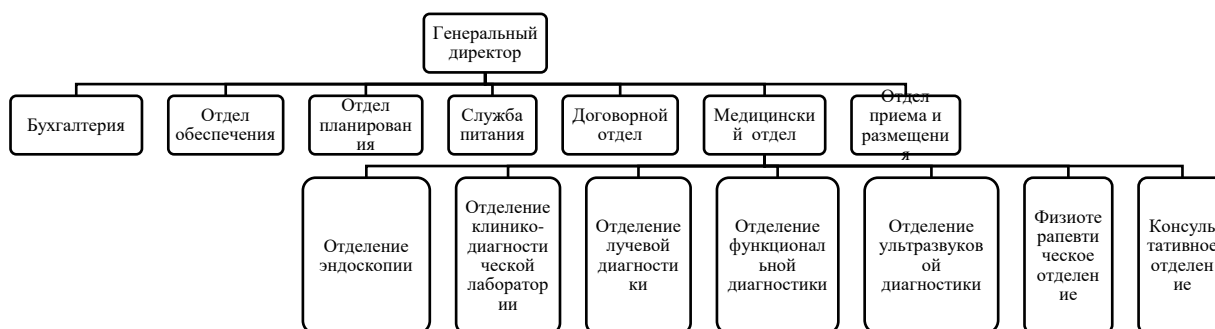 Генеральный
директор
Бухгалтерия
Отдел
обеспечения
Отдел
планирован
ия
Служба
питания
Договорной
отдел
Медицински
й отдел
Отдел
приема и
размещени
я
Отделение
эндоскопии
Отделение
клинико-
диагности
ческой
лаборатор
ии
Отделение
лучевой
диагности
ки
Отделение
функционал
ьной
диагностики
Отделение
ультразвуков
ой
диагностики
Физиоте
рапевти
ческое
отделен
ие
Консуль
тативное
отделен
ие